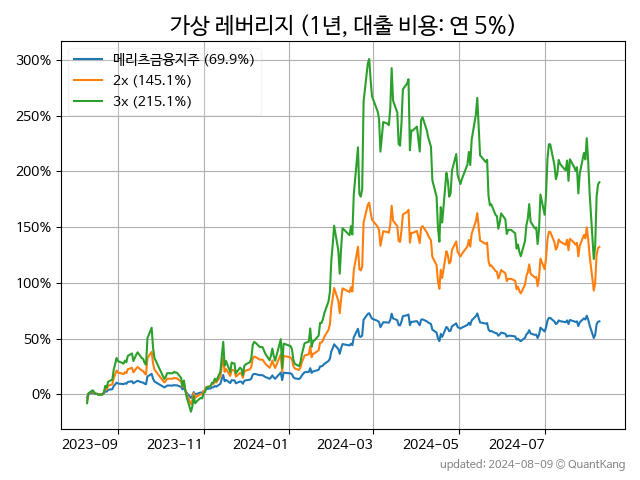 가상 레버리지 (1년, 대출 비용: 연 5%)
메리츠금융지주 (69.9%)
2x (145.1%)
3x (215.1%)
300%
250%
200%
150%
100%
50%
0%
2023-09 2023-11 2024-01 2024-03 2024-05 2024-07
updated: 2024-08-09 © QuantKang